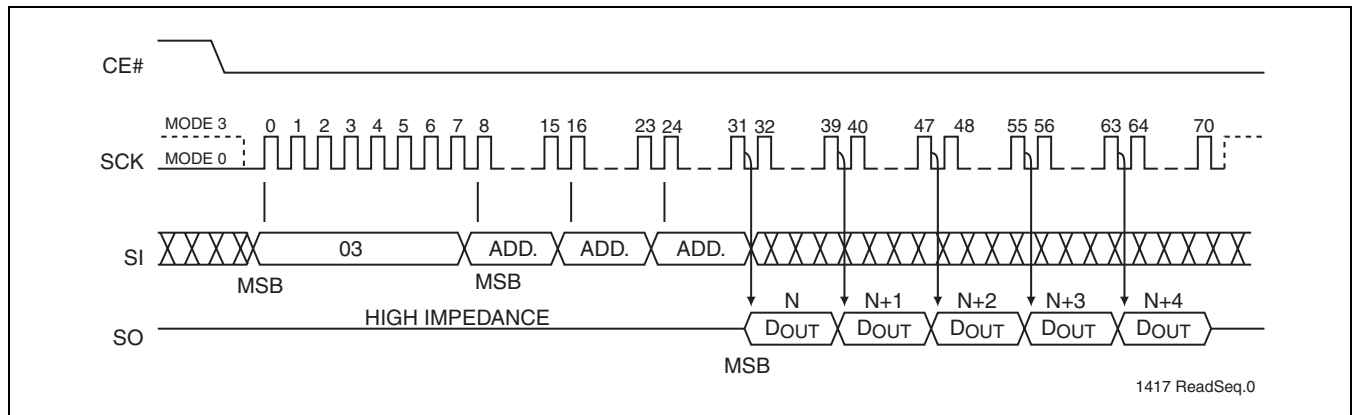 CE#
MODE 3
0 1 2 3 4 5 6 7 8 15 16 23 24 31 32 39 40 47 48 55 56 63 64 70
SCK
MODE 0
SI
03 ADD. ADD. ADD.
MSB MSB
N N+1 N+2 N+3 N+4
HIGH IMPEDANCE
SO
DOUT DOUT DOUT DOUT DOUT
MSB
1417 ReadSeq.0